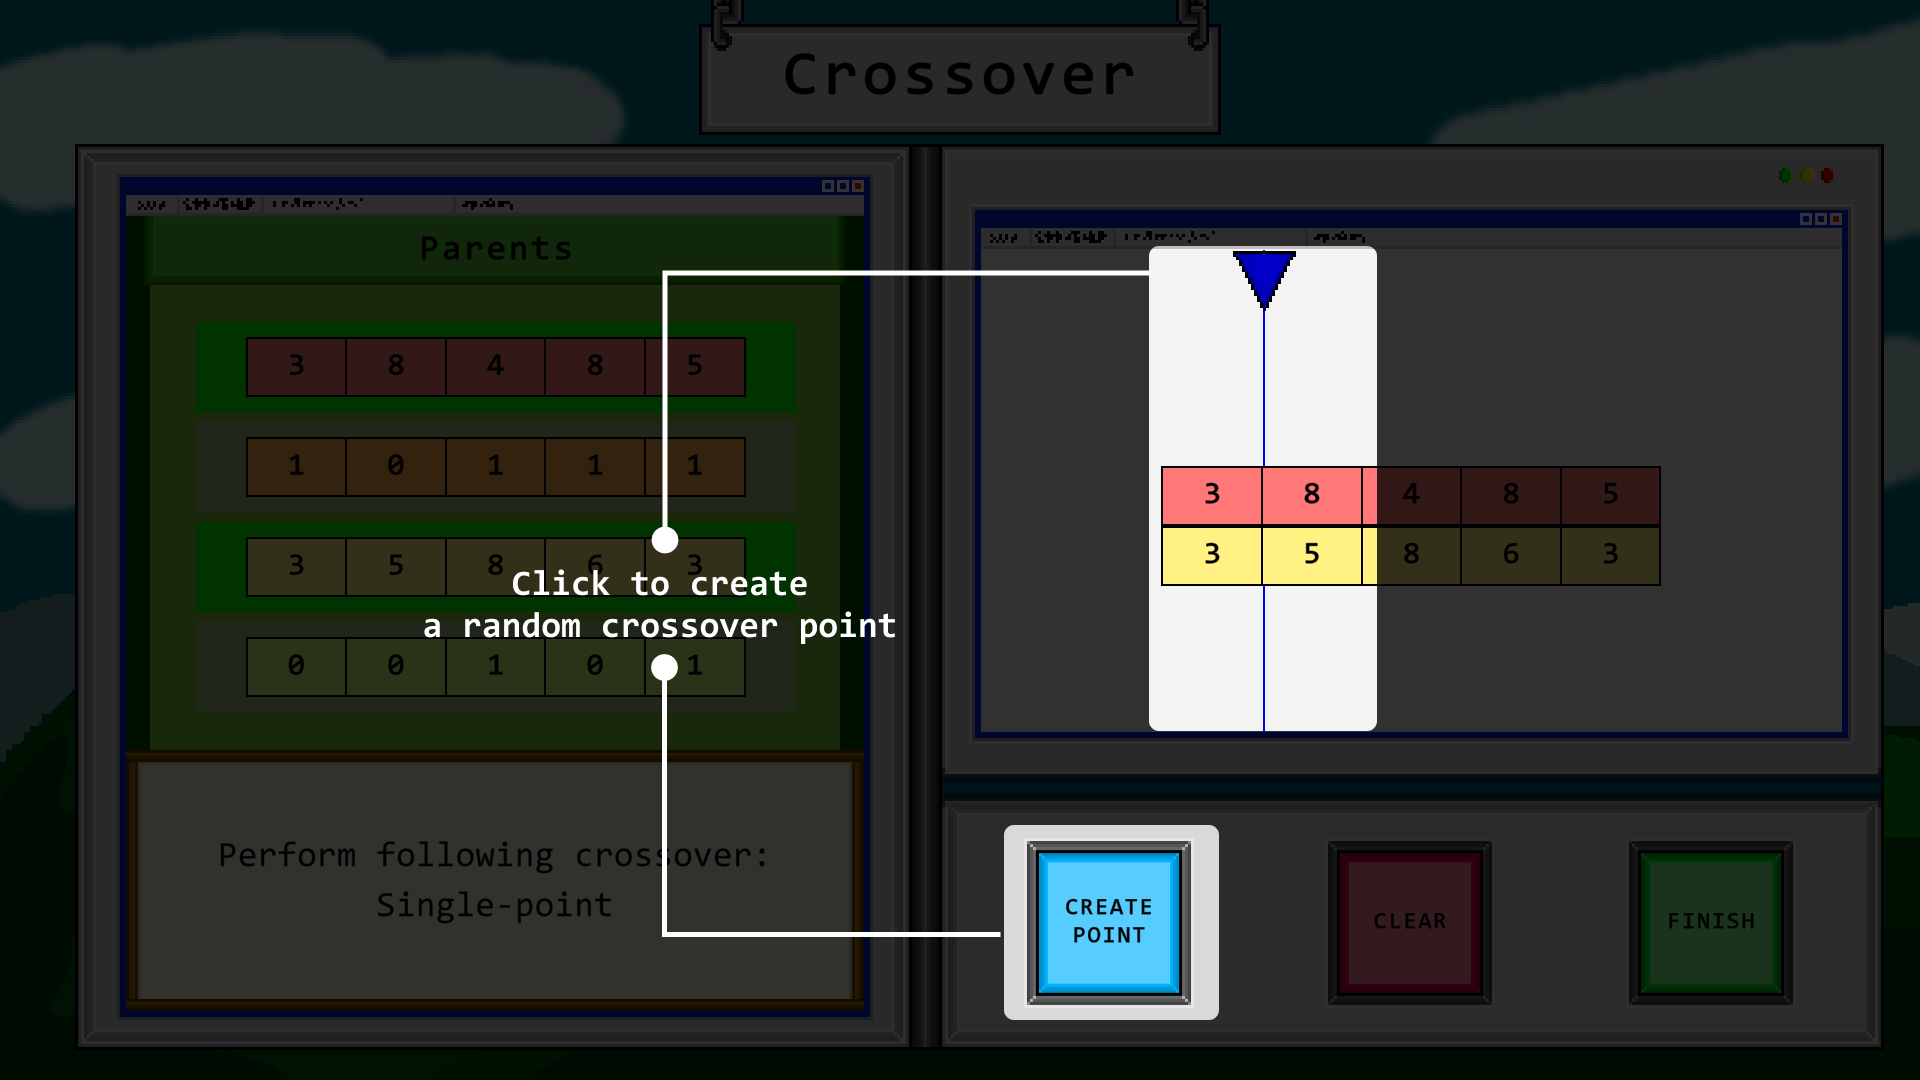 Crossover
Parents
3 8 4 8 5
1 0 1 1 1
3 5 8 6 3
0 0 1 0 1
Click to create
a random crossover point
Perform following crossover:
Single-point
3 8 4 8 5
3 5 8 6 3
CREATE
POINT
CLEAR
FINISH